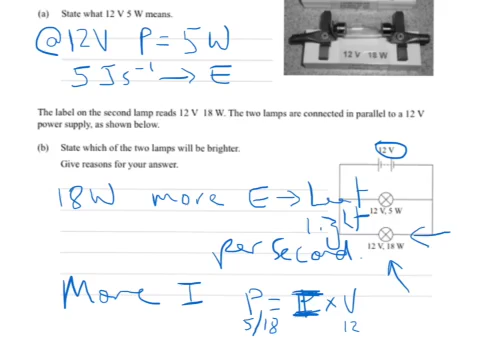 (a) State what 12 V 5 W means.
@12V P = 5W
5 Js⁻¹ → E
12 V 18 W
The label on the second lamp reads 12 V 18 W. The two lamps are connected in parallel to a 12 V
power supply, as shown below.
(b) State which of the two lamps will be brighter.
Give reasons for your answer.
12 V
18W more E →
12 V, 5 W
per second.
12 V, 18 W
More I
P = I × V
5/18 12